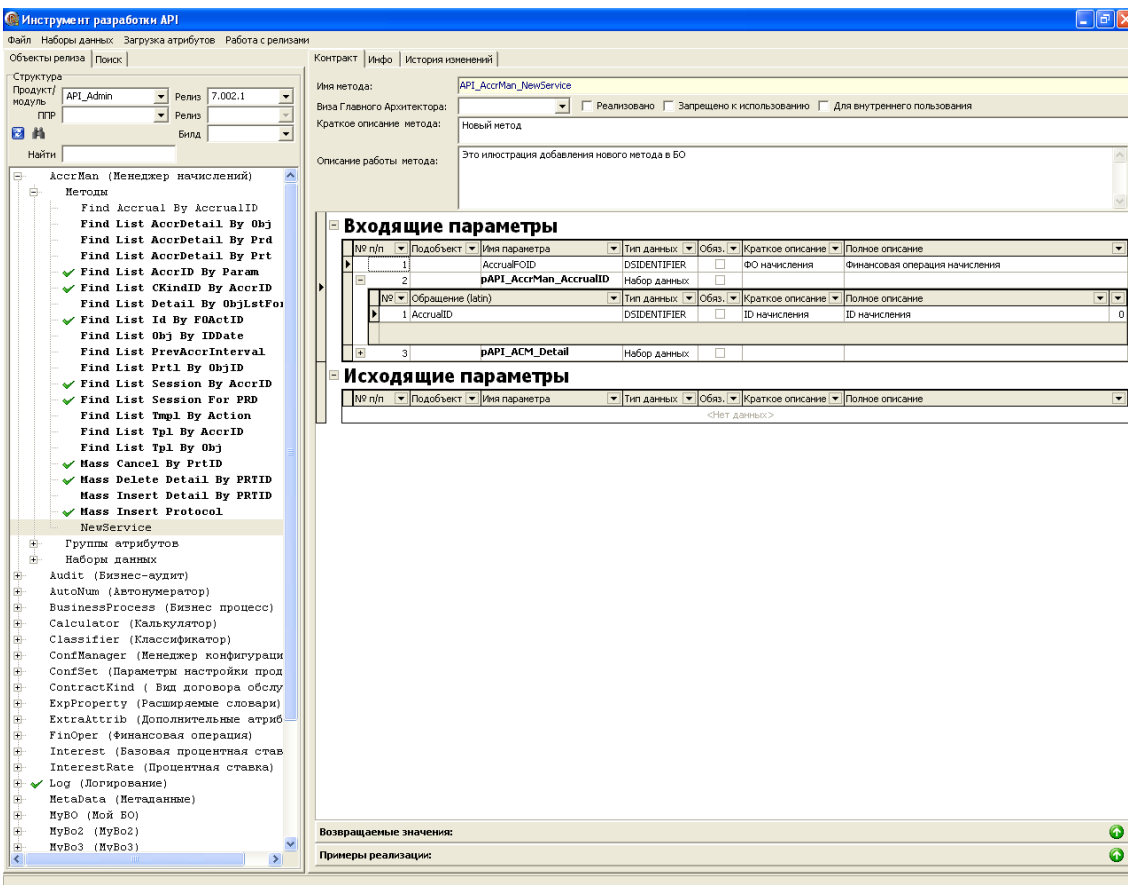 Инструмент разработки API
Файл Наборы данных Загрузка атрибутов Работа с релизами
Объекты релиза Поиск
Структура
Продукт/модуль API_Admin Релиз 7.002.1
ППР Релиз
Билд
Найти
AccrMan (Менеджер начислений)
Методы
Find Accrual By AccrualID
Find List AccrDetail By Obj
Find List AccrDetail By Prd
Find List AccrDetail By Prt
Find List AccrID By Param
Find List CKindID By AccrID
Find List Detail By ObjLstFor
Find List Id By FOActID
Find List Obj By IDDate
Find List PrevAccrInterval
Find List Prtl By ObjID
Find List Session By AccrID
Find List Session For PRD
Find List Tmpl By Action
Find List Tpl By AccrID
Find List Tpl By Obj
Mass Cancel By PrtID
Mass Delete Detail By PRTID
Mass Insert Detail By PRTID
Mass Insert Protocol
NewService
Группы атрибутов
Наборы данных
Audit (Бизнес-аудит)
AutoNum (Автонумератор)
BusinessProcess (Бизнес процесс)
Calculator (Калькулятор)
Classifier (Классификатор)
ConfManager (Менеджер конфигураци
ConfSet (Параметры настройки прод
ContractKind ( Вид договора обслу
ExpProperty (Расширяемые словари)
ExtraAttrib (Дополнительные атриб
FinOper (Финансовая операция)
Interest (Базовая процентная став
InterestRate (Процентная ставка)
Log (Логирование)
MetaData (Метаданные)
MyBO (Мой БО)
MyBo2 (MyBo2)
MyBo3 (MyBo3)
Контракт Инфо История изменений
Имя метода: API_AccrMan_NewService
Виза Главного Архитектора: Реализовано Запрещено к использованию Для внутреннего пользования
Краткое описание метода: Новый метод
Описание работы метода: Это илюстрация добавления нового метода в БО
Входящие параметры
№ п/п Подобъект Имя параметра Тип данных Обяз. Краткое описание Полное описание
1 AccrualFOID DSIDENTIFIER ФО начисления Финансовая операция начисления
2 pAPI_AccrMan_AccrualID Набор данных
№ Обращение (latin) Тип данных Обяз. Краткое описание Полное описание
1 AccrualID DSIDENTIFIER ID начисления ID начисления 0
3 pAPI_ACM_Detail Набор данных
Исходящие параметры
№ п/п Подобъект Имя параметра Тип данных Обяз. Краткое описание Полное описание
<Нет данных>
Возвращаемые значения:
Примеры реализации: